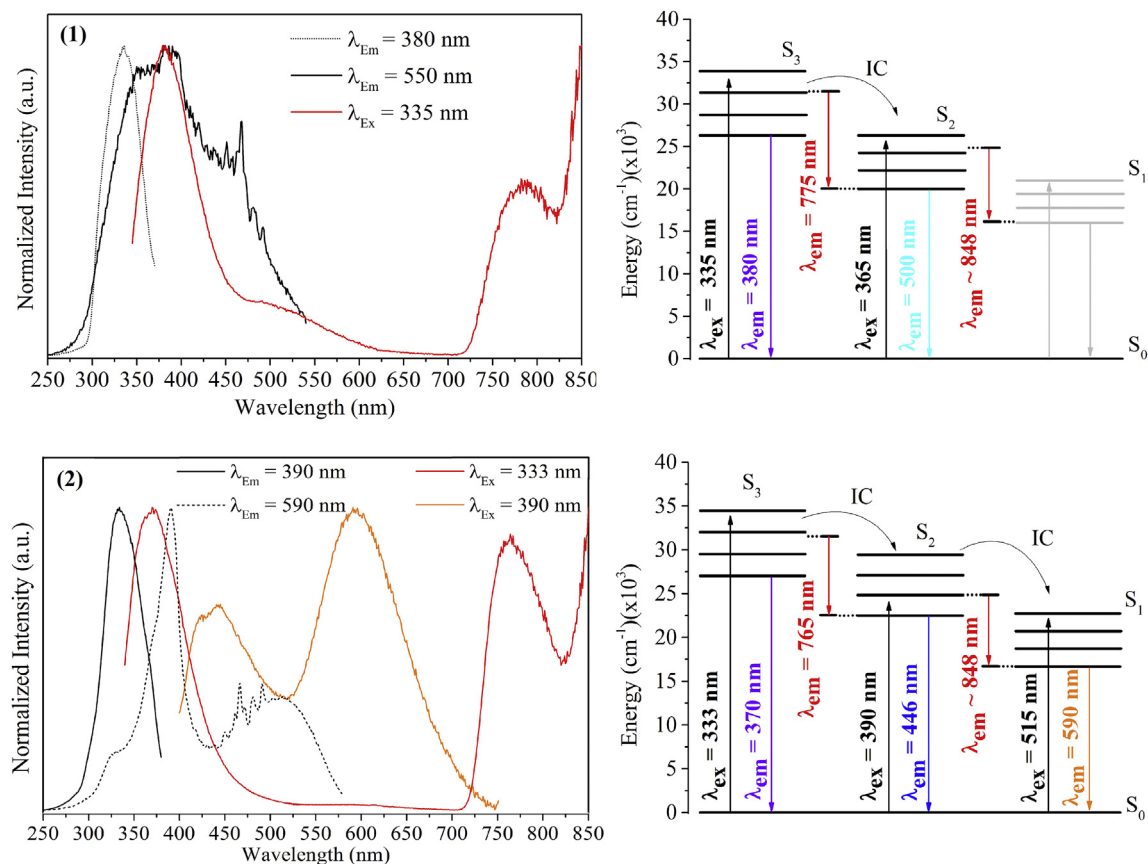 (1)
λEm = 380 nm
λEm = 550 nm
λEx = 335 nm
Normalized Intensity (a.u.)
250 300 350 400 450 500 550 600 650 700 750 800 850
Wavelength (nm)
Energy (cm⁻¹)(x10³)
40
35
30
25
20
15
10
5
0
S₃
IC
S₂
S₁
S₀
λex = 335 nm
λem = 380 nm
λem = 775 nm
λex = 365 nm
λem = 500 nm
λem ~ 848 nm
(2)
λEm = 390 nm
λEx = 333 nm
λEm = 590 nm
λEx = 390 nm
Normalized Intensity (a.u.)
250 300 350 400 450 500 550 600 650 700 750 800 850
Wavelength (nm)
Energy (cm⁻¹)(x10³)
40
35
30
25
20
15
10
5
0
S₃
IC
S₂
IC
S₁
S₀
λex = 333 nm
λem = 370 nm
λem = 765 nm
λex = 390 nm
λem = 446 nm
λem ~ 848 nm
λex = 515 nm
λem = 590 nm